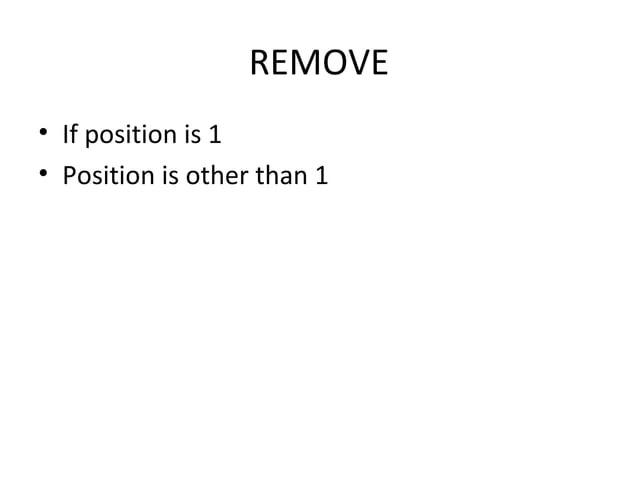 REMOVE
• If position is 1
• Position is other than 1